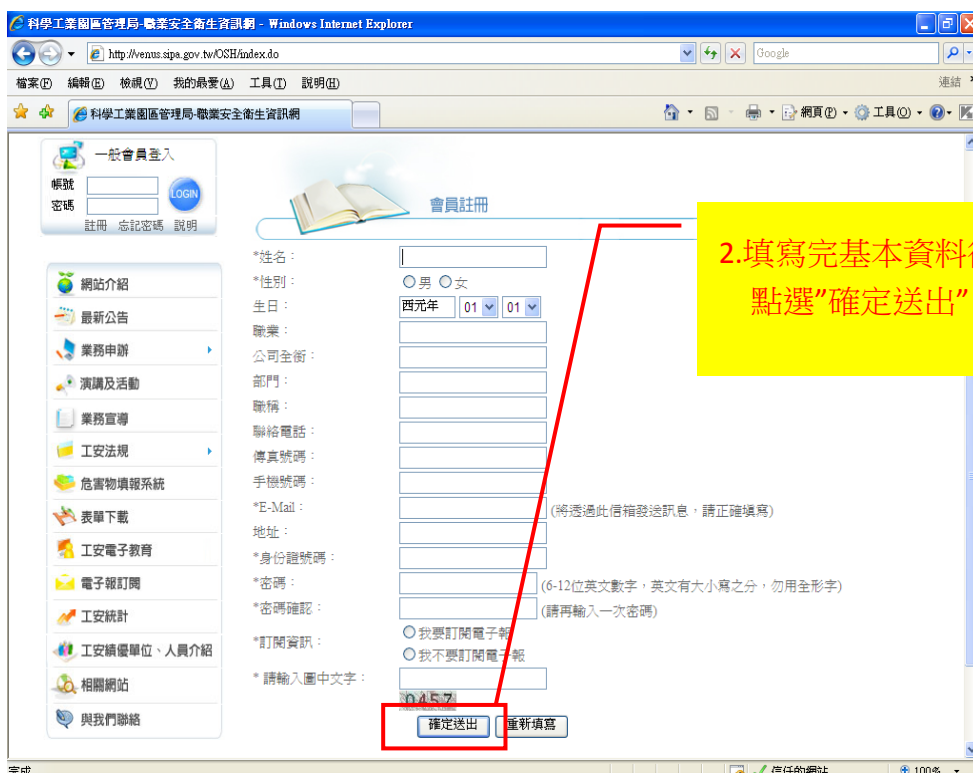 科學工業園區管理局-職業安全衛生資訊網 - Windows Internet Explorer
http://venus.sipa.gov.tw/OSH/index.do
Google
檔案(F) 編輯(E) 檢視(V) 我的最愛(A) 工具(T) 說明(H)
連結
科學工業園區管理局-職業安全衛生資訊網
網頁(P) 工具(O)
一般會員登入
帳號
密碼
LOGIN
註冊 忘記密碼 說明
網站介紹
最新公告
業務申辦
演講及活動
業務宣導
工安法規
危害物填報系統
表單下載
工安電子教育
電子報訂閱
工安統計
工安績優單位、人員介紹
相關網站
與我們聯絡
會員註冊
*姓名：
*性別： 男 女
生日： 西元年 01 01
職業：
公司全銜：
部門：
職稱：
聯絡電話：
傳真號碼：
手機號碼：
*E-Mail： (將透過此信箱發送訊息，請正確填寫)
地址：
*身份證號碼：
*密碼： (6-12位英文數字，英文有大小寫之分，勿用全形字)
*密碼確認： (請再輸入一次密碼)
*訂閱資訊： 我要訂閱電子報
我不要訂閱電子報
* 請輸入圖中文字：
0457
確定送出 重新填寫
2.填寫完基本資料
點選”確定送出”
完成
信任的網站 100%